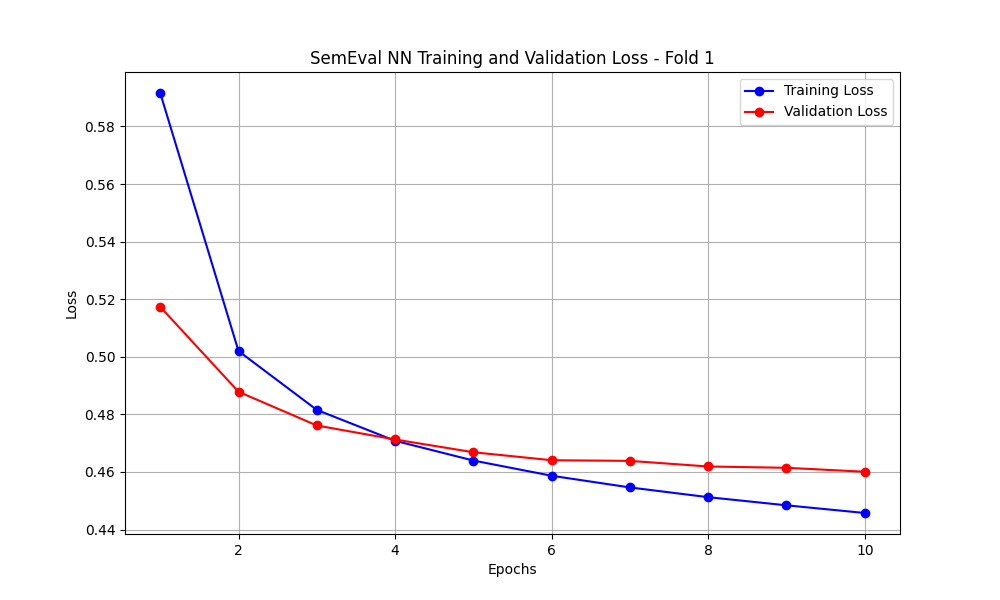 SemEval NN Training and Validation Loss - Fold 1
Training Loss
Validation Loss
0.58
0.56
0.54
0.52
0.50
0.48
0.46
0.44
Loss
2
4
6
8
10
Epochs